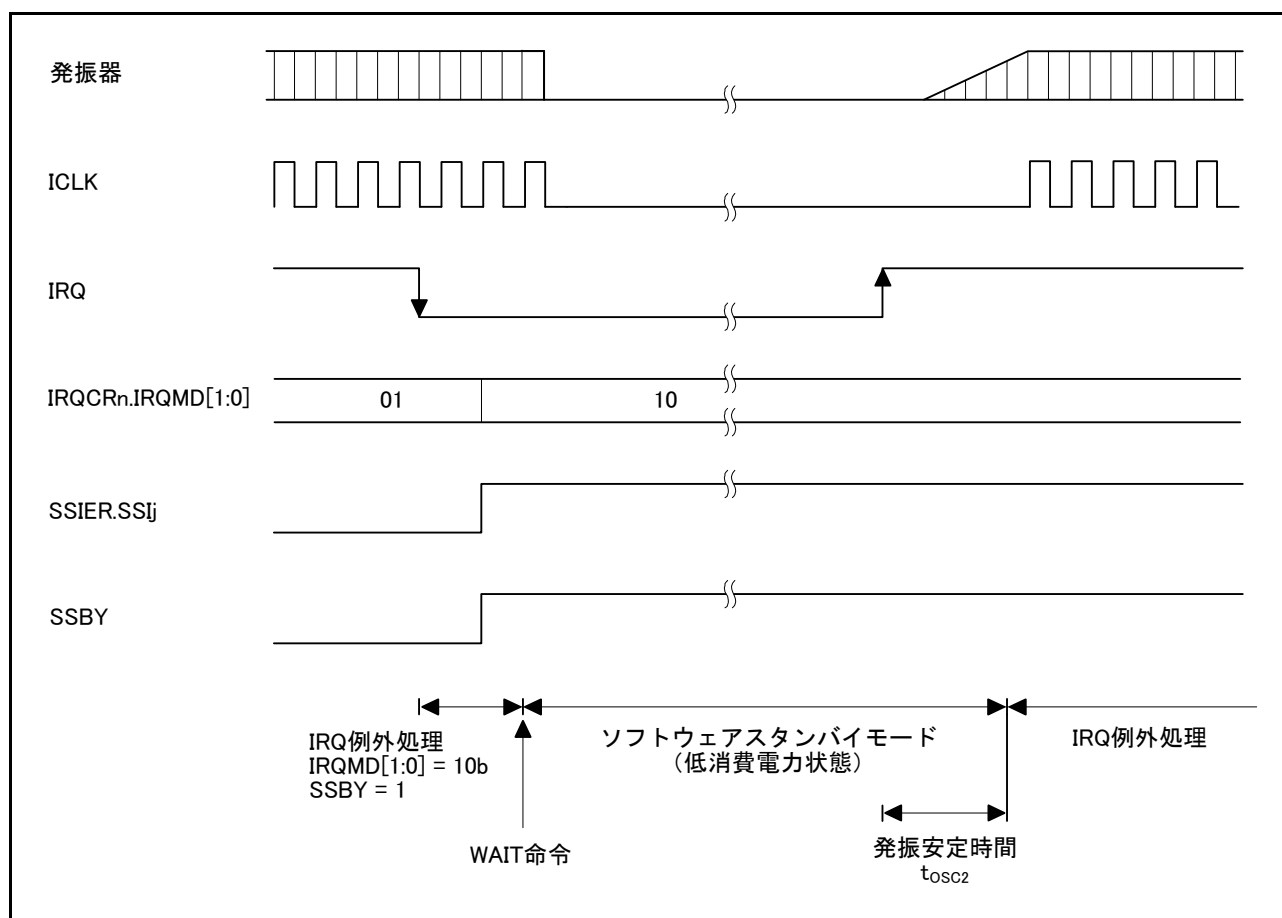 発振器
ICLK
IRQ
IRQCRn.IRQMD[1:0]
01
10
SSIER.SSIj
SSBY
IRQ例外処理
IRQMD[1:0] = 10b
SSBY = 1
ソフトウェアスタンバイモード
(低消費電力状態)
IRQ例外処理
WAIT命令
発振安定時間
tOSC2